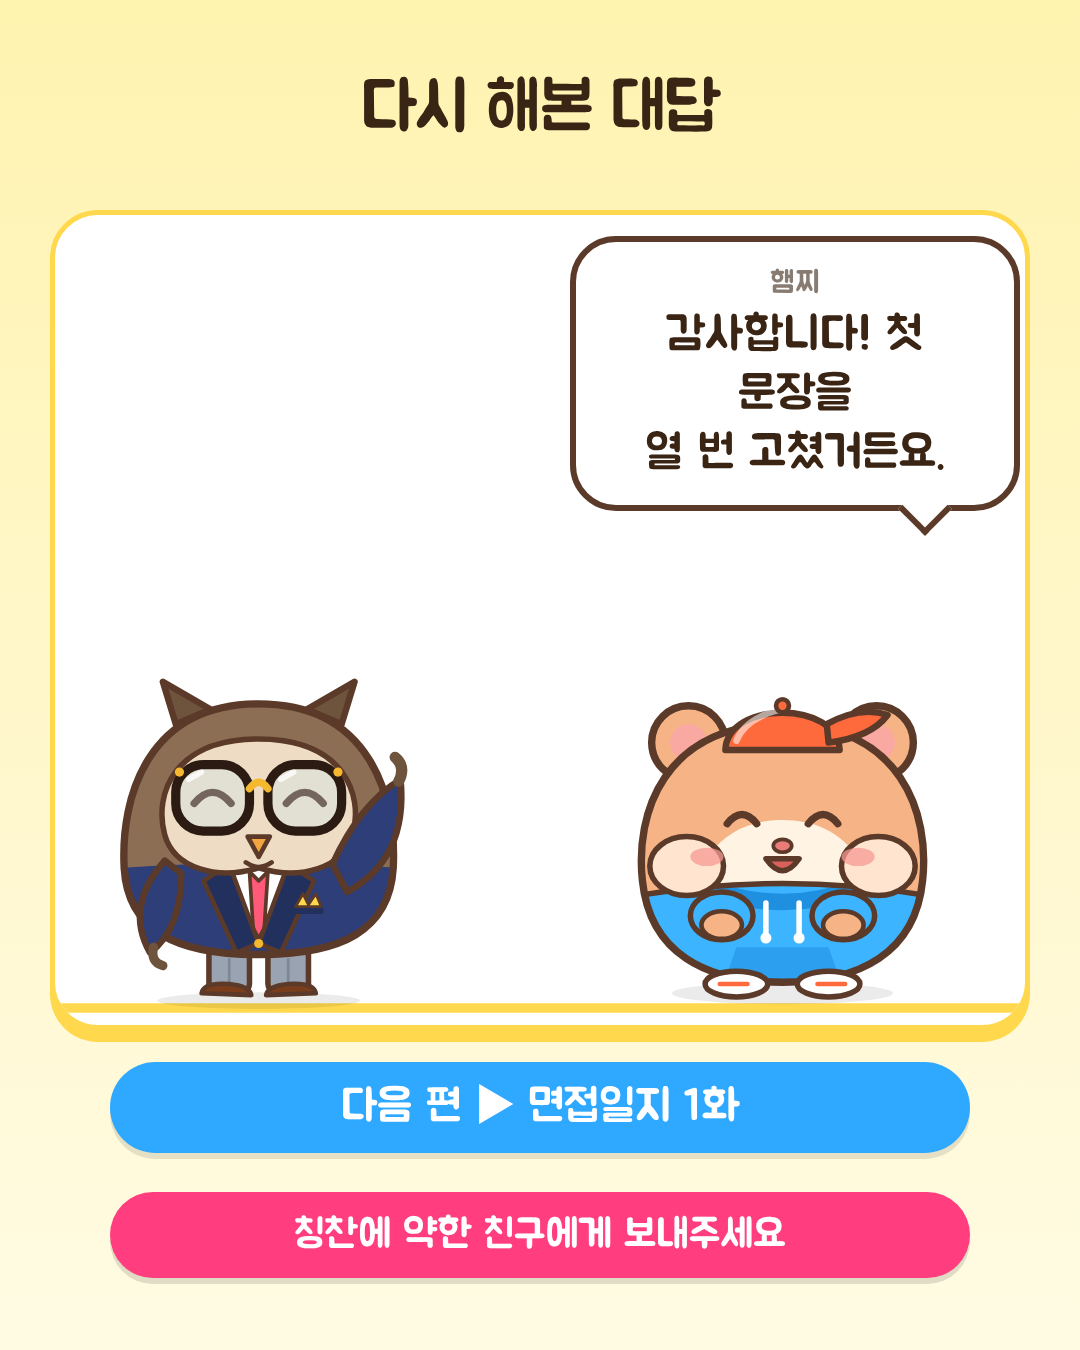 다시 해본 대답
햄찌
감사합니다! 첫
문장을
열 번 고쳤거든요.
다음 편 ▶ 면접일지 1화
칭찬에 약한 친구에게 보내주세요